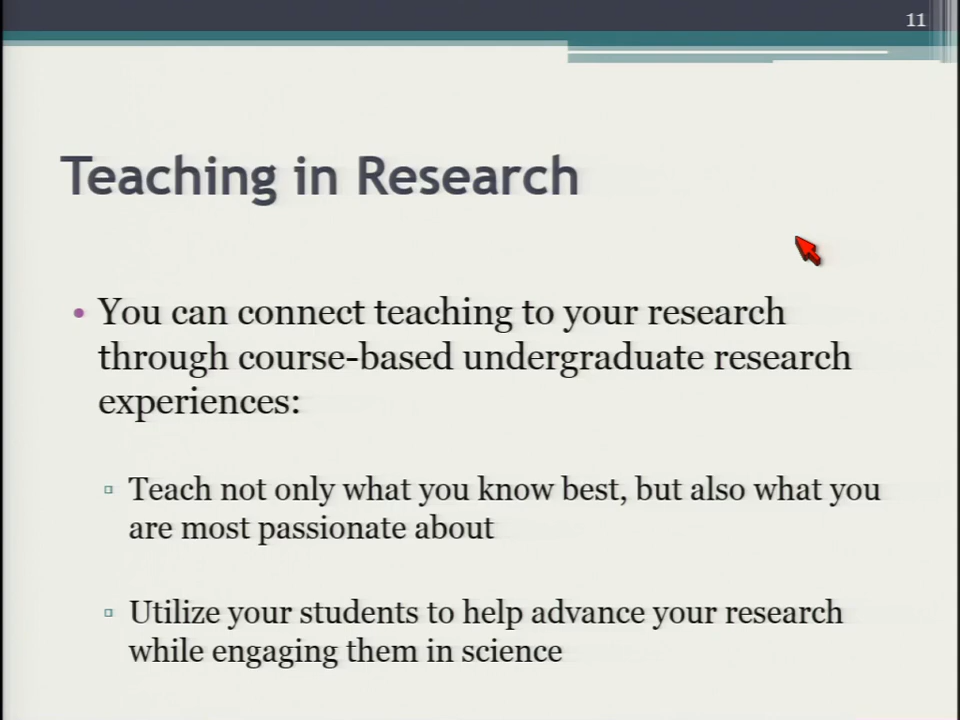 11
Teaching in Research
• You can connect teaching to your research
through course-based undergraduate research
experiences:
▫ Teach not only what you know best, but also what you
are most passionate about
▫ Utilize your students to help advance your research
while engaging them in science